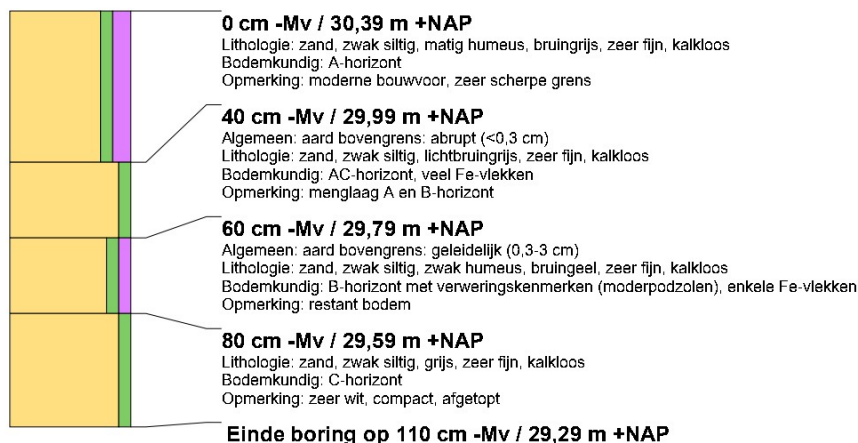 0 cm -Mv / 30,39 m +NAP
Lithologie: zand, zwak siltig, matig humeus, bruingrijs, zeer fijn, kalkloos
Bodemkundig: A-horizont
Opmerking: moderne bouwvoor, zeer scherpe grens
40 cm -Mv / 29,99 m +NAP
Algemeen: aard bovengrens: abrupt (<0,3 cm)
Lithologie: zand, zwak siltig, lichtbruingrijs, zeer fijn, kalkloos
Bodemkundig: AC-horizont, veel Fe-vlekken
Opmerking: menglaag A en B-horizont
60 cm -Mv / 29,79 m +NAP
Algemeen: aard bovengrens: geleidelijk (0,3-3 cm)
Lithologie: zand, zwak siltig, zwak humeus, bruingeel, zeer fijn, kalkloos
Bodemkundig: B-horizont met verweringskenmerken (moderpodzolen), enkele Fe-vlekken
Opmerking: restant bodem
80 cm -Mv / 29,59 m +NAP
Lithologie: zand, zwak siltig, grijs, zeer fijn, kalkloos
Bodemkundig: C-horizont
Opmerking: zeer wit, compact, afgetopt
Einde boring op 110 cm -Mv / 29,29 m +NAP